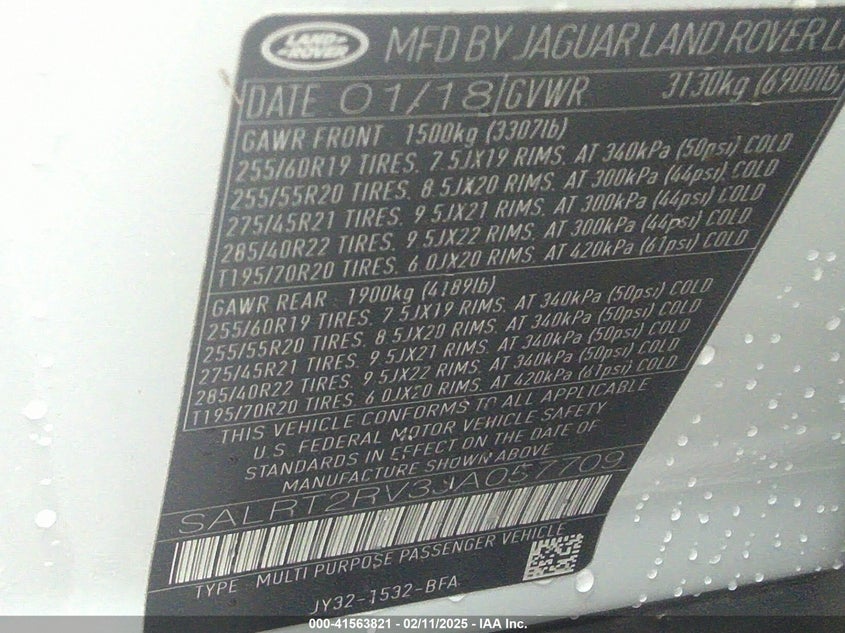 LAND-
ROVER
MFD BY JAGUAR LAND ROVER
DATE 01/18 GVWR 3130kg (6900lb)
GAWR FRONT 1500kg (3307lb)
255/60R19 TIRES. 7.5JX19 RIMS. AT 340kPa (50psi) COLD
255/55R20 TIRES. 8.5JX20 RIMS. AT 300kPa (44psi) COLD
275/45R21 TIRES. 9.5JX21 RIMS. AT 300kPa (44psi) COLD
285/40R22 TIRES. 9.5JX22 RIMS. AT 300kPa (44psi) COLD
T195/70R20 TIRES. 6.0JX20 RIMS. AT 420kPa (61psi) COLD
GAWR REAR 1900kg (4189lb)
255/60R19 TIRES. 7.5JX19 RIMS. AT 340kPa (50psi) COLD
255/55R20 TIRES. 8.5JX20 RIMS. AT 340kPa (50psi) COLD
275/45R21 TIRES. 9.5JX21 RIMS. AT 340kPa (50psi) COLD
285/40R22 TIRES. 9.5JX22 RIMS. AT 340kPa (50psi) COLD
T195/70R20 TIRES. 6.0JX20 RIMS. AT 420kPa (61psi) COLD
THIS VEHICLE CONFORMS TO ALL APPLICABLE
U.S. FEDERAL MOTOR VEHICLE SAFETY
STANDARDS IN EFFECT ON THE DATE OF
MANUFACTURE SHOWN ABOVE
SALRT2RV3JA057709
TYPE MULTI PURPOSE PASSENGER VEHICLE
JY32-1532-BFA
000-41563821 - 02/11/2025 - IAA Inc.